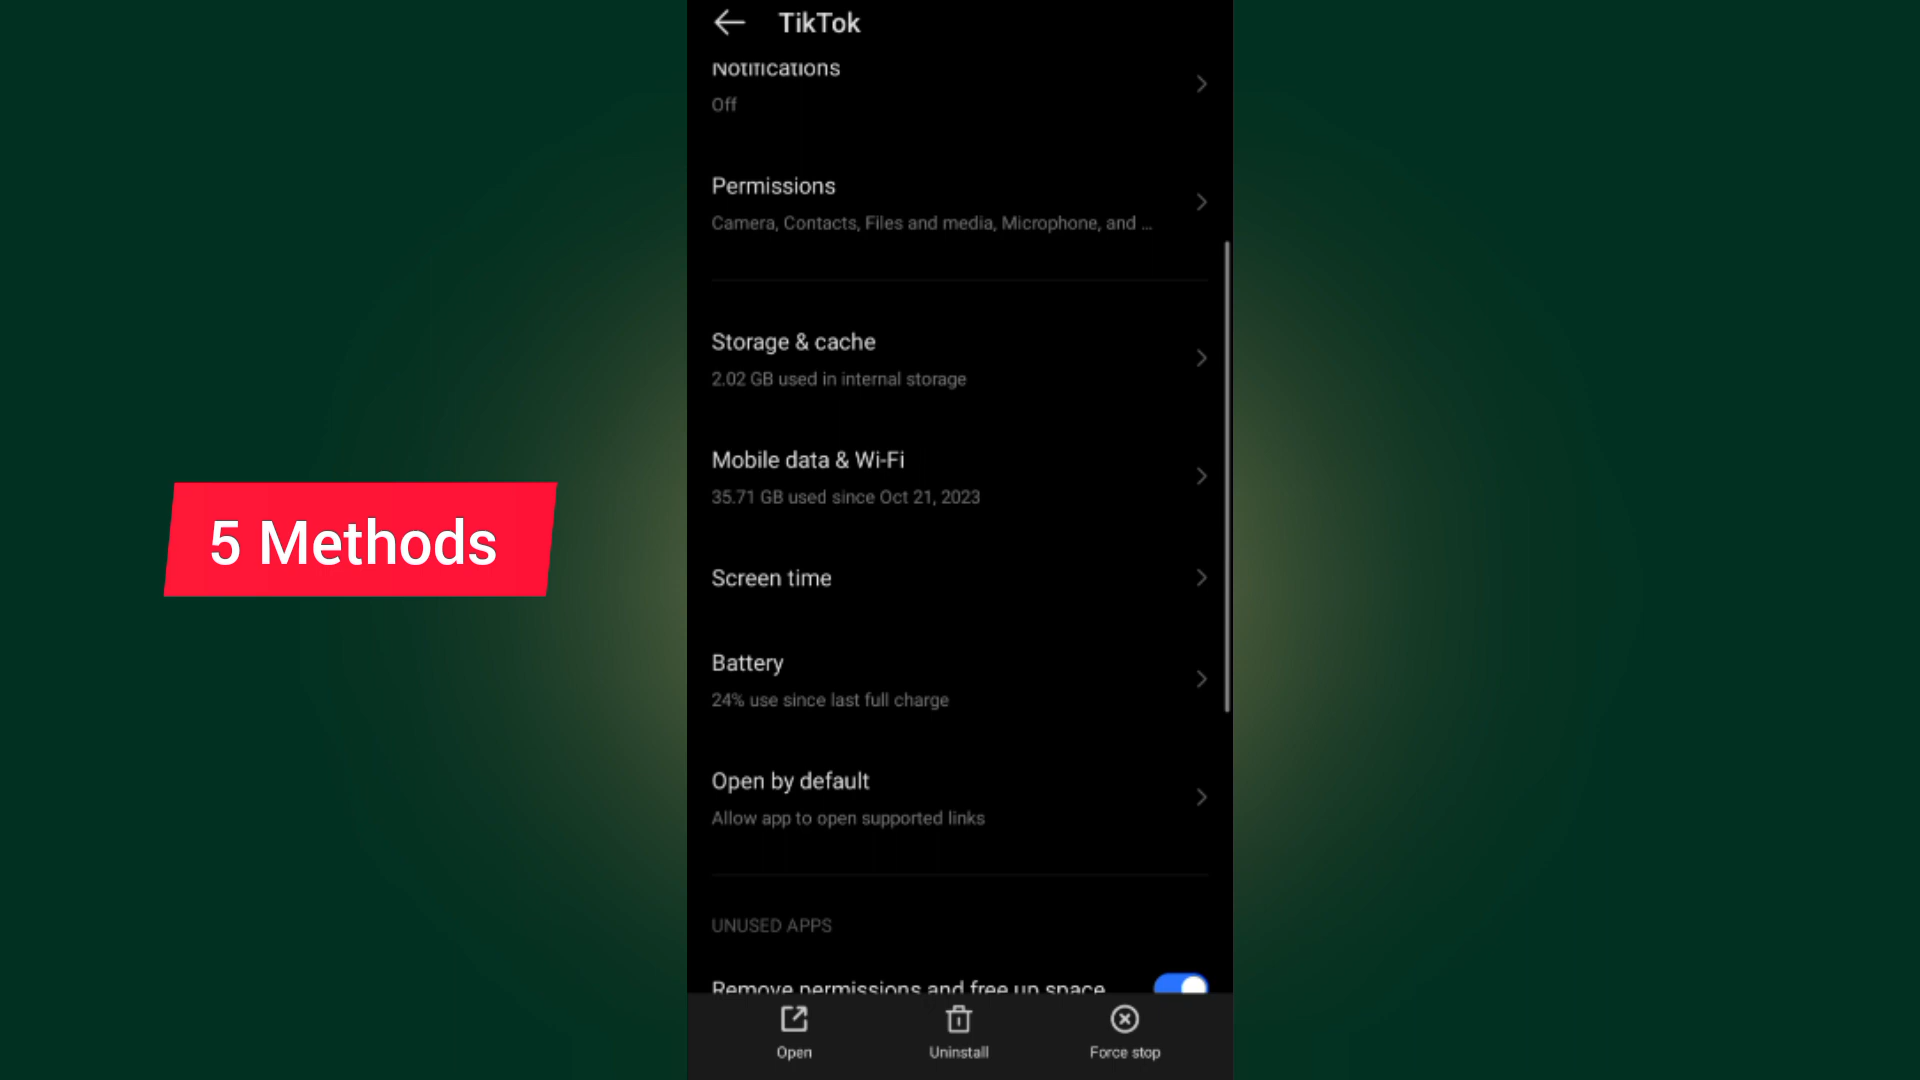 TikTok
Notifications
Off
Permissions
Camera, Contacts, Files and media, Microphone, and ...
Storage & cache
2.02 GB used in internal storage
Mobile data & Wi-Fi
35.71 GB used since Oct 21, 2023
5 Methods
Screen time
Battery
24% use since last full charge
Open by default
Allow app to open supported links
UNUSED APPS
Remove permissions and free up space
Open
Uninstall
Force stop